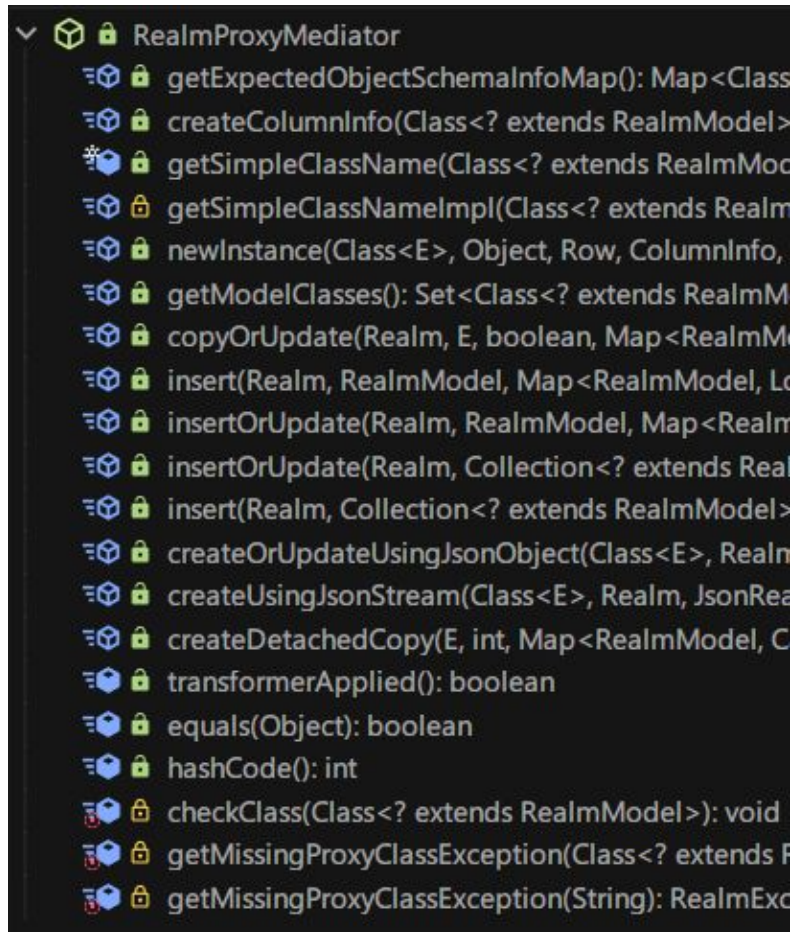 RealmProxyMediator
getExpectedObjectSchemaInfoMap(): Map<Class
createColumnInfo(Class<? extends RealmModel>
getSimpleClassName(Class<? extends RealmMod
getSimpleClassNameImpl(Class<? extends Realm
newInstance(Class<E>, Object, Row, ColumnInfo,
getModelClasses(): Set<Class<? extends RealmM
copyOrUpdate(Realm, E, boolean, Map<RealmMo
insert(Realm, RealmModel, Map<RealmModel, Lo
insertOrUpdate(Realm, RealmModel, Map<Realm
insertOrUpdate(Realm, Collection<? extends Real
insert(Realm, Collection<? extends RealmModel>
createOrUpdateUsingJsonObject(Class<E>, Realm
createUsingJsonStream(Class<E>, Realm, JsonRea
createDetachedCopy(E, int, Map<RealmModel, C
transformerApplied(): boolean
equals(Object): boolean
hashCode(): int
checkClass(Class<? extends RealmModel>): void
getMissingProxyClassException(Class<? extends R
getMissingProxyClassException(String): RealmExc